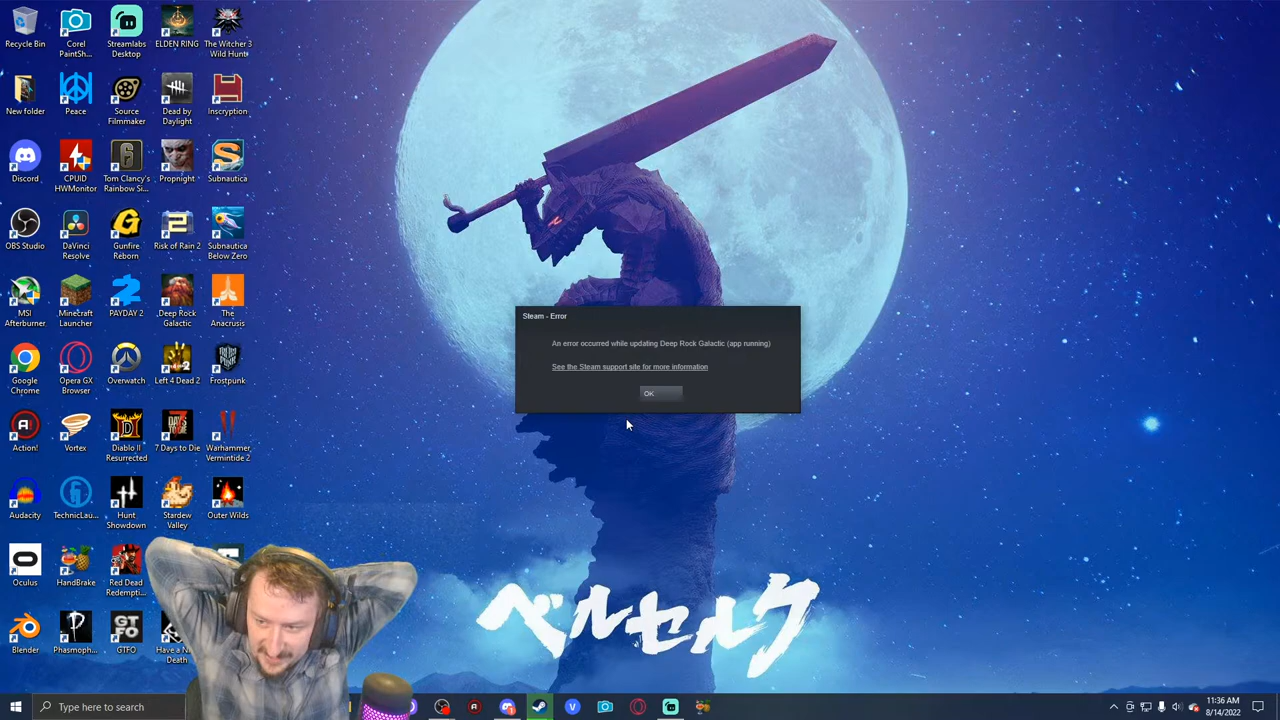 Recycle Bin
Corel
PaintSh...
Streamlabs
Desktop
ELDEN RING
The Witcher 3
Wild Hunt
New folder
Peace
Source
Filmmaker
Dead by
Daylight
Inscryption
Discord
CPUID
HWMonitor
Tom Clancy's
Rainbow Si...
Propnight
Subnautica
OBS Studio
DaVinci
Resolve
Gunfire
Reborn
Risk of Rain 2
Subnautica
Below Zero
MSI
Afterburner
Minecraft
Launcher
PAYDAY 2
Deep Rock
Galactic
The
Anacrusis
Google
Chrome
Opera GX
Browser
Overwatch
Left 4 Dead 2
Frostpunk
Action!
Vortex
Diablo II
Resurrected
7 Days to Die
Warhammer
Vermintide 2
Audacity
TechnicLau...
Hunt
Showdown
Stardew
Valley
Outer Wilds
Oculus
HandBrake
Red Dead
Redempti...
Blender
Phasmoph...
GTFO
Have a N
Death
Steam - Error
An error occurred while updating Deep Rock Galactic (app running)
See the Steam support site for more information
OK
ベルセルク
Type here to search
11:36 AM
8/14/2022